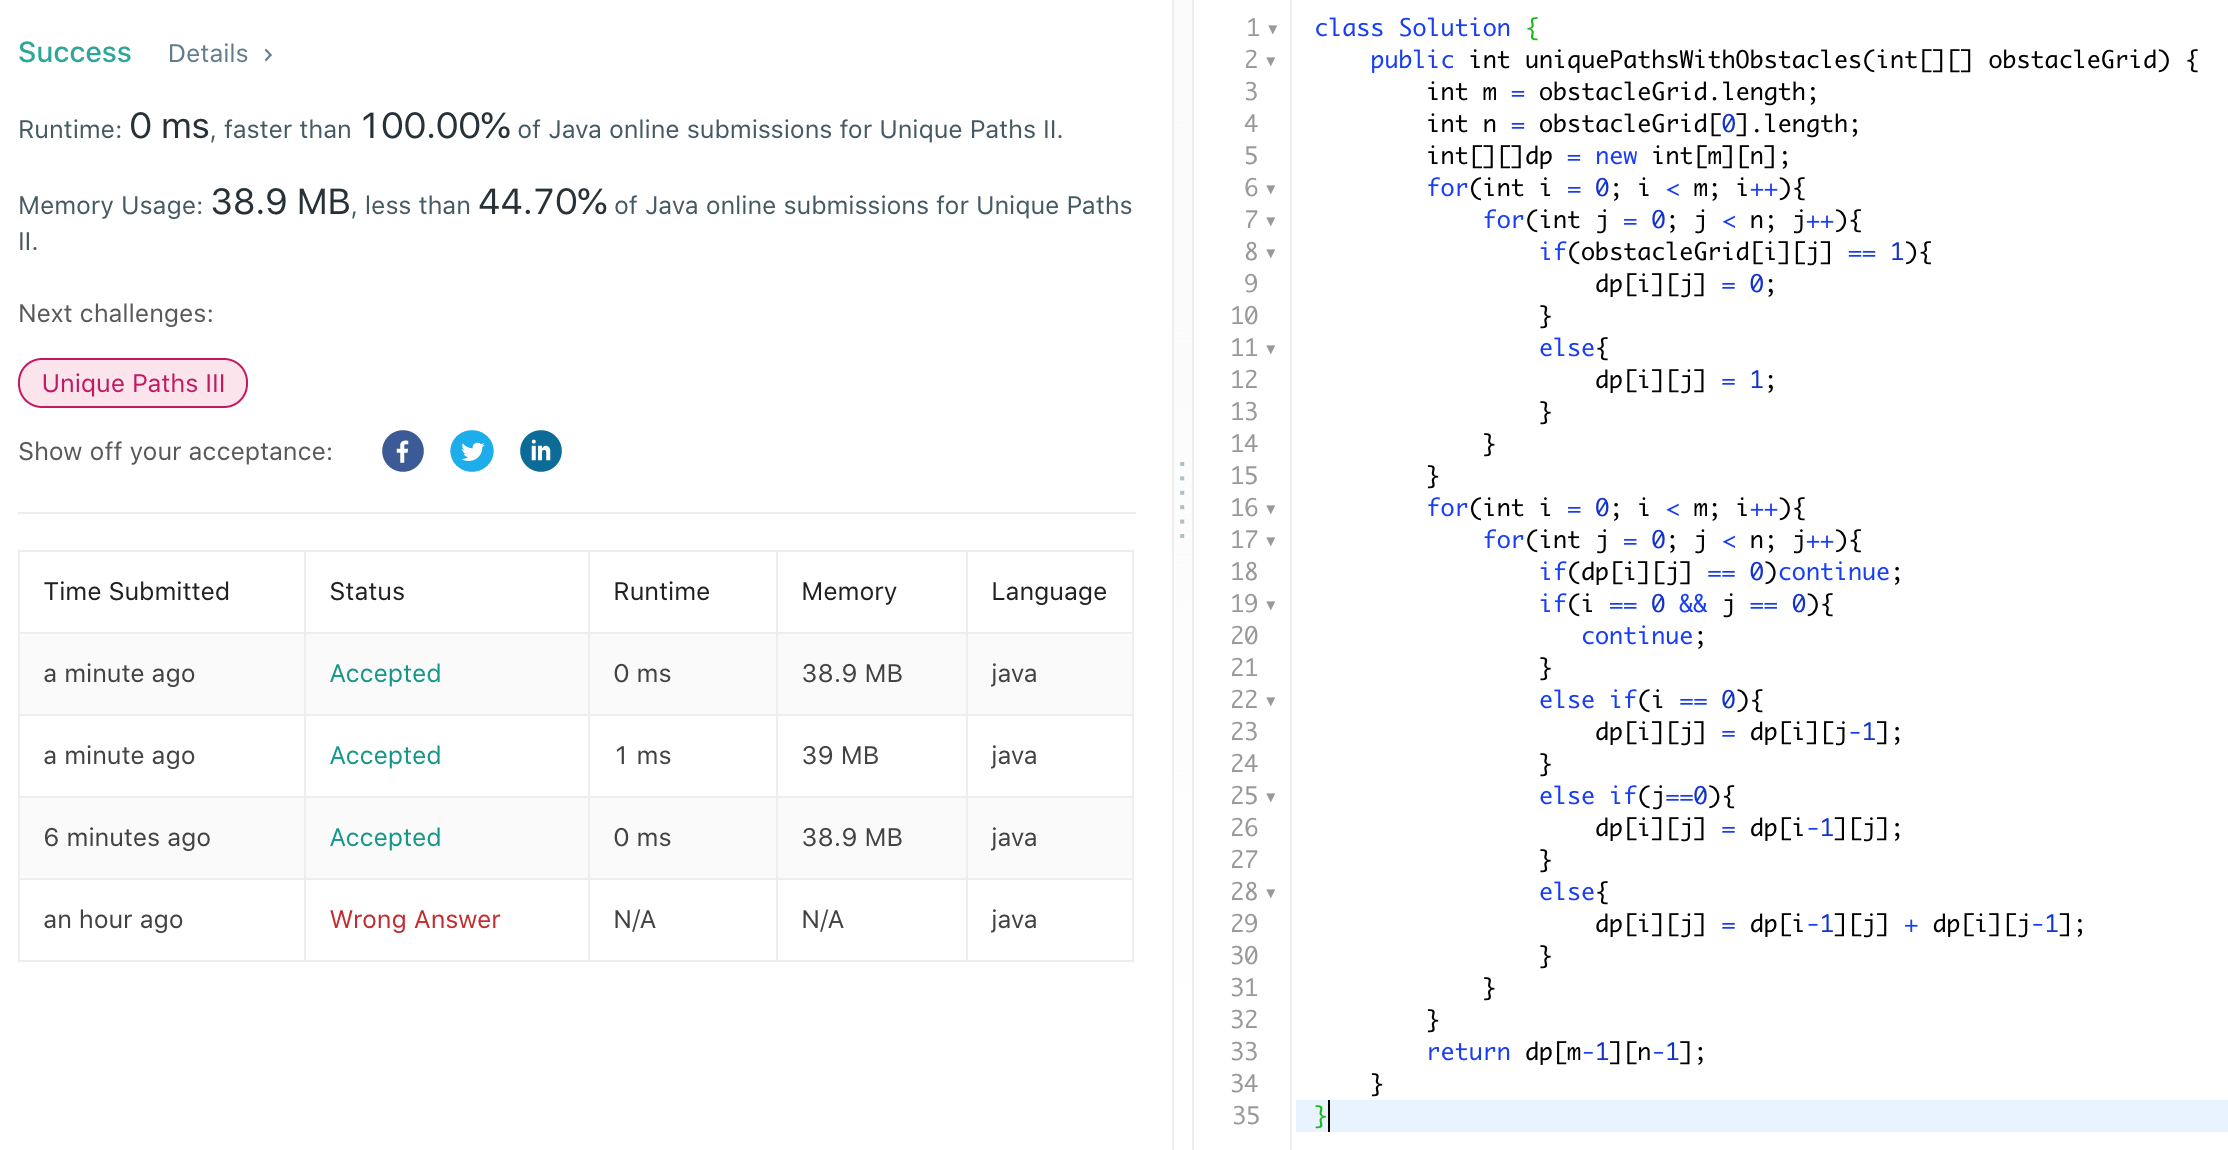 Success Details >
Runtime: 0 ms, faster than 100.00% of Java online submissions for Unique Paths II.
Memory Usage: 38.9 MB, less than 44.70% of Java online submissions for Unique Paths
II.
Next challenges:
Unique Paths III
Show off your acceptance: f in
Time Submitted Status Runtime Memory Language
a minute ago Accepted 0 ms 38.9 MB java
a minute ago Accepted 1 ms 39 MB java
6 minutes ago Accepted 0 ms 38.9 MB java
an hour ago Wrong Answer N/A N/A java
1 class Solution {
2     public int uniquePathsWithObstacles(int[][] obstacleGrid) {
3         int m = obstacleGrid.length;
4         int n = obstacleGrid[0].length;
5         int[][]dp = new int[m][n];
6         for(int i = 0; i < m; i++){
7             for(int j = 0; j < n; j++){
8                 if(obstacleGrid[i][j] == 1){
9                     dp[i][j] = 0;
10                 }
11                 else{
12                     dp[i][j] = 1;
13                 }
14             }
15         }
16         for(int i = 0; i < m; i++){
17             for(int j = 0; j < n; j++){
18                 if(dp[i][j] == 0)continue;
19                 if(i == 0 && j == 0){
20                    continue;
21                 }
22                 else if(i == 0){
23                     dp[i][j] = dp[i][j-1];
24                 }
25                 else if(j==0){
26                     dp[i][j] = dp[i-1][j];
27                 }
28                 else{
29                     dp[i][j] = dp[i-1][j] + dp[i][j-1];
30                 }
31             }
32         }
33         return dp[m-1][n-1];
34     }
35 }